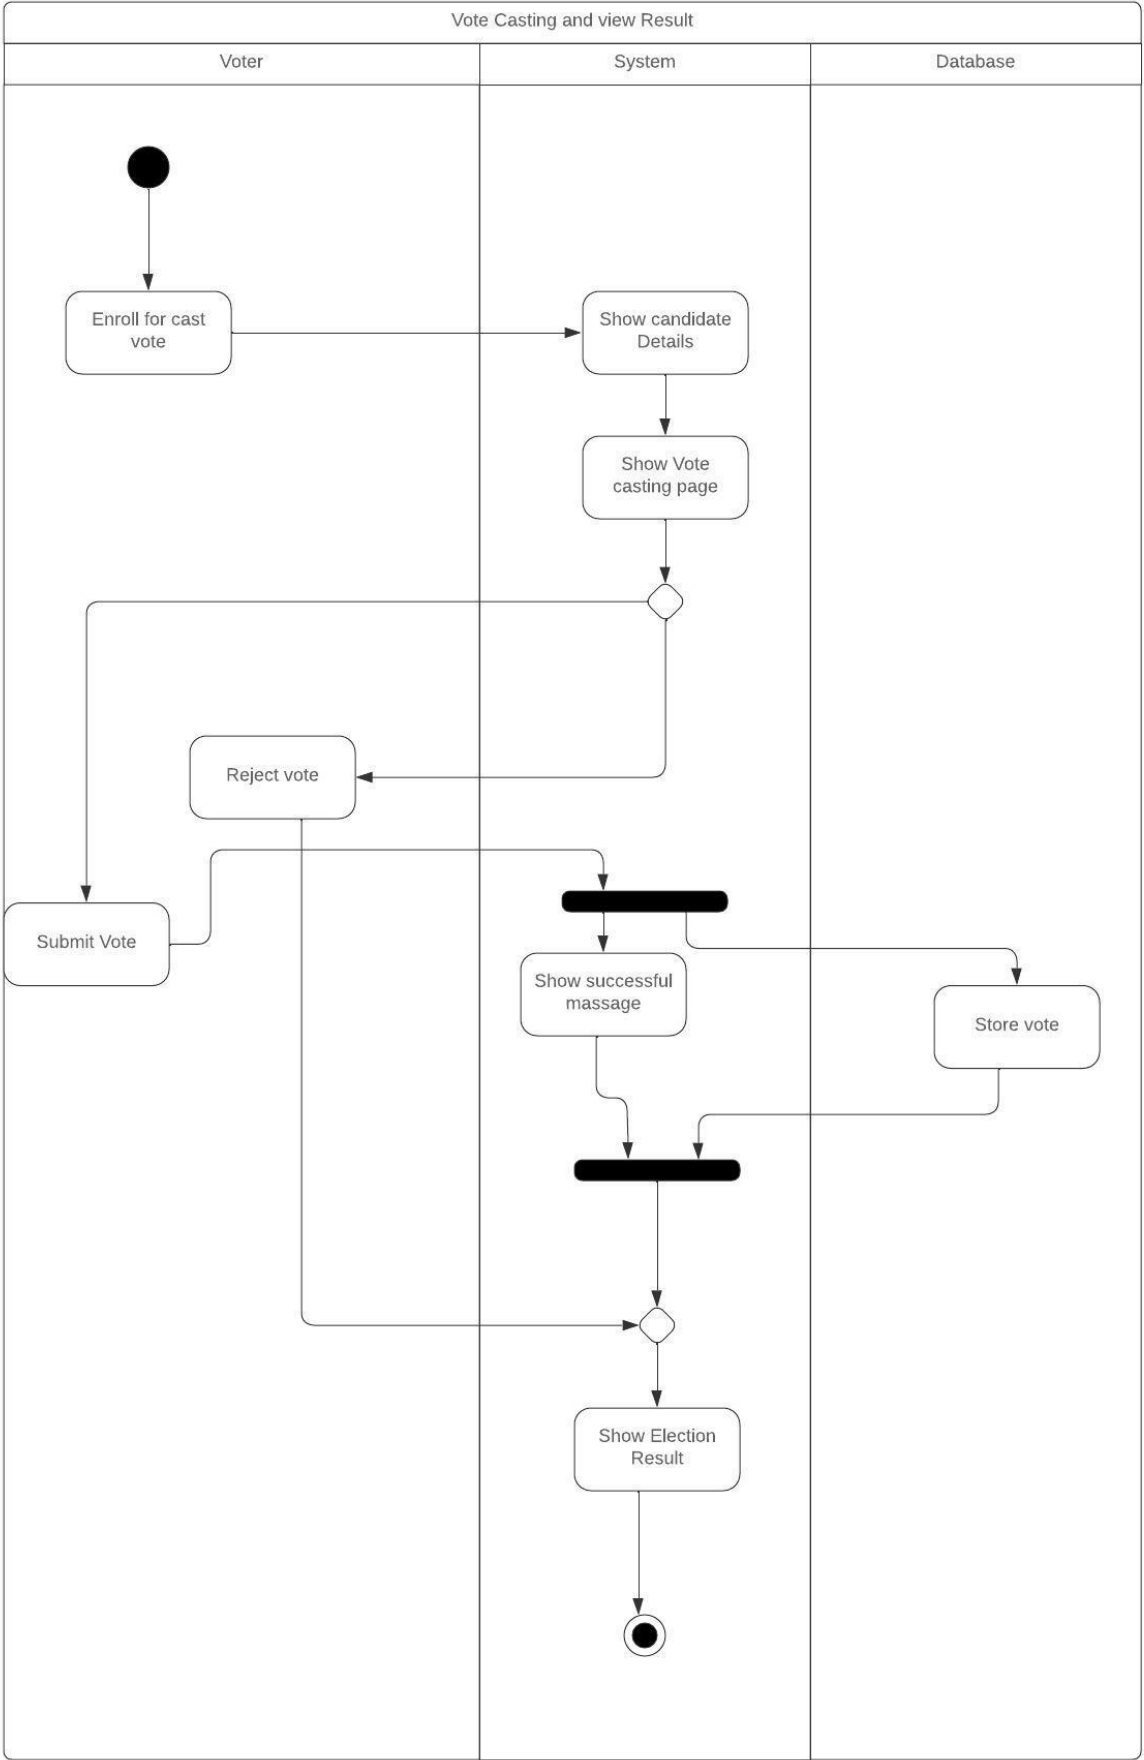 Vote Casting and view Result
Voter
System
Database
Enroll for cast
vote
Show candidate
Details
Show Vote
casting page
Reject vote
Submit Vote
Show successful
massage
Store vote
Show Election
Result